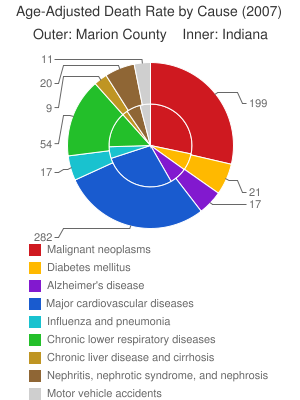 Age-Adjusted Death Rate by Cause (2007)
Outer: Marion County Inner: Indiana
11
20
9
54
17
282
199
21
17
Malignant neoplasms
Diabetes mellitus
Alzheimer's disease
Major cardiovascular diseases
Influenza and pneumonia
Chronic lower respiratory diseases
Chronic liver disease and cirrhosis
Nephritis, nephrotic syndrome, and nephrosis
Motor vehicle accidents